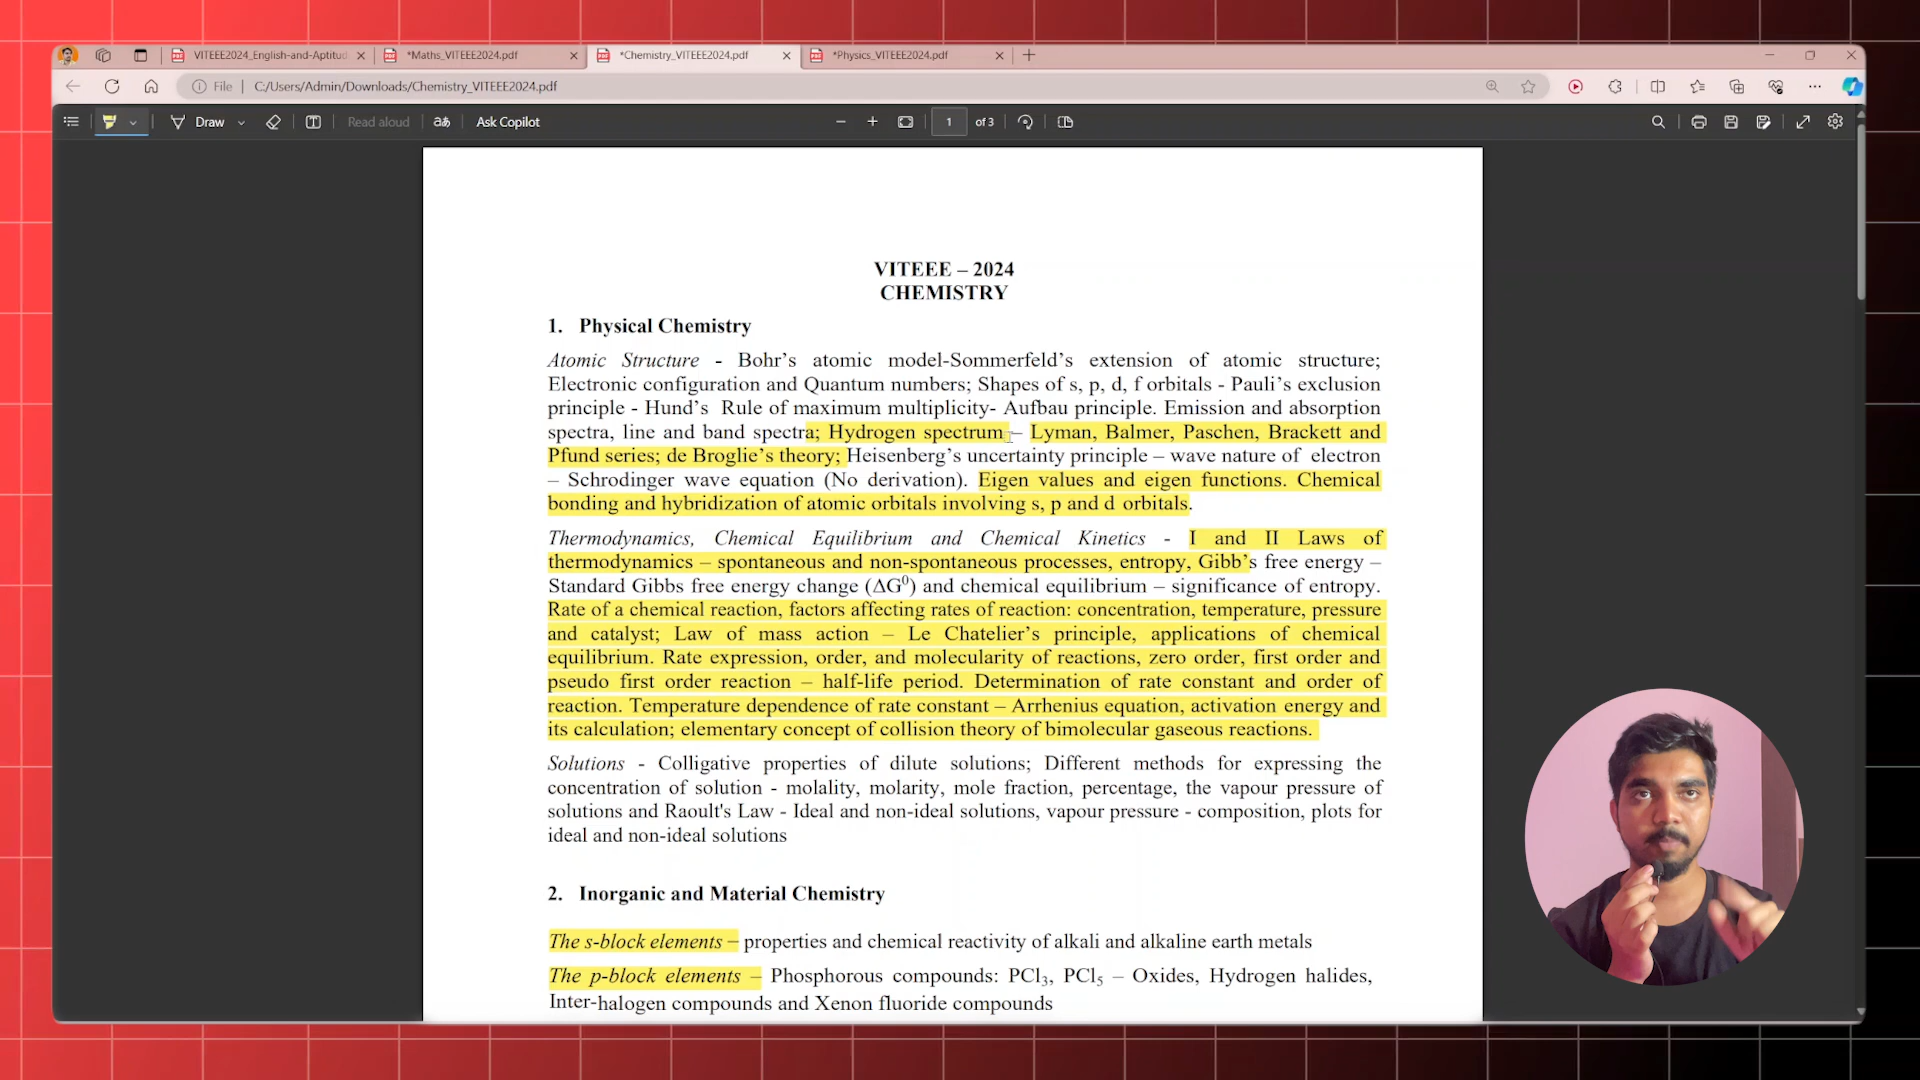 VITEEE2024_English-and-Aptitud
*Maths_VITEEE2024.pdf
*Chemistry_VITEEE2024.pdf
*Physics_VITEEE2024.pdf
File
C:/Users/Admin/Downloads/Chemistry_VITEEE2024.pdf
Draw
Read aloud
aあ
Ask Copilot
1 of 3
VITEEE – 2024
CHEMISTRY
1. Physical Chemistry
Atomic Structure - Bohr’s atomic model-Sommerfeld’s extension of atomic structure;
Electronic configuration and Quantum numbers; Shapes of s, p, d, f orbitals - Pauli’s exclusion
principle - Hund’s Rule of maximum multiplicity- Aufbau principle. Emission and absorption
spectra, line and band spectra; Hydrogen spectrum – Lyman, Balmer, Paschen, Brackett and
Pfund series; de Broglie’s theory; Heisenberg’s uncertainty principle – wave nature of electron
– Schrodinger wave equation (No derivation). Eigen values and eigen functions. Chemical
bonding and hybridization of atomic orbitals involving s, p and d orbitals.
Thermodynamics, Chemical Equilibrium and Chemical Kinetics - I and II Laws of
thermodynamics – spontaneous and non-spontaneous processes, entropy, Gibb’s free energy –
Standard Gibbs free energy change (ΔG⁰) and chemical equilibrium – significance of entropy.
Rate of a chemical reaction, factors affecting rates of reaction: concentration, temperature, pressure
and catalyst; Law of mass action – Le Chatelier’s principle, applications of chemical
equilibrium. Rate expression, order, and molecularity of reactions, zero order, first order and
pseudo first order reaction – half-life period. Determination of rate constant and order of
reaction. Temperature dependence of rate constant – Arrhenius equation, activation energy and
its calculation; elementary concept of collision theory of bimolecular gaseous reactions.
Solutions - Colligative properties of dilute solutions; Different methods for expressing the
concentration of solution - molality, molarity, mole fraction, percentage, the vapour pressure of
solutions and Raoult's Law - Ideal and non-ideal solutions, vapour pressure - composition, plots for
ideal and non-ideal solutions
2. Inorganic and Material Chemistry
The s-block elements – properties and chemical reactivity of alkali and alkaline earth metals
The p-block elements – Phosphorous compounds: PCl₃, PCl₅ – Oxides, Hydrogen halides,
Inter-halogen compounds and Xenon fluoride compounds